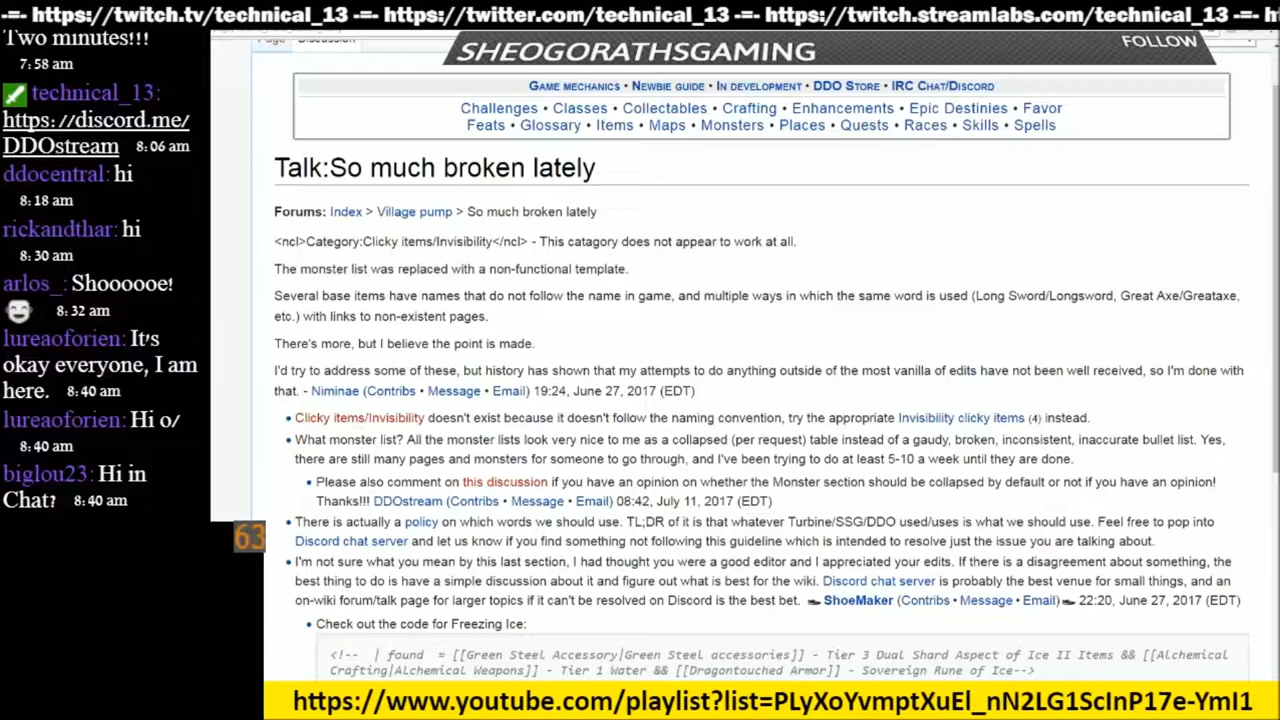 -=- https://twitch.tv/technical_13 -=- https://twitter.com/technical_13 -=- https://twitch.streamlabs.com/technical_13 -=- h
Two minutes!!!
7:58 am
technical_13:
https://discord.me/
DDOstream 8:06 am
ddocentral: hi
8:18 am
rickandthar: hi
8:30 am
arlos_: Shoooooe!
8:32 am
lureaoforien: It's
okay everyone, I am
here. 8:40 am
lureaoforien: Hi o/
8:40 am
biglou23: Hi in
Chat? 8:40 am
63
Discussion
SHEOGORATHSGAMING
FOLLOW
Game mechanics • Newbie guide • In development • DDO Store • IRC Chat/Discord
Challenges • Classes • Collectables • Crafting • Enhancements • Epic Destinies • Favor
Feats • Glossary • Items • Maps • Monsters • Places • Quests • Races • Skills • Spells
Talk:So much broken lately
Forums: Index > Village pump > So much broken lately
<ncl>Category:Clicky items/Invisibility</ncl> - This catagory does not appear to work at all.
The monster list was replaced with a non-functional template.
Several base items have names that do not follow the name in game, and multiple ways in which the same word is used (Long Sword/Longsword, Great Axe/Greataxe,
etc.) with links to non-existent pages.
There's more, but I believe the point is made.
I'd try to address some of these, but history has shown that my attempts to do anything outside of the most vanilla of edits have not been well received, so I'm done with
that. - Niminae (Contribs • Message • Email) 19:24, June 27, 2017 (EDT)
• Clicky items/Invisibility doesn't exist because it doesn't follow the naming convention, try the appropriate Invisibility clicky items (4) instead.
• What monster list? All the monster lists look very nice to me as a collapsed (per request) table instead of a gaudy, broken, inconsistent, inaccurate bullet list. Yes,
there are still many pages and monsters for someone to go through, and I've been trying to do at least 5-10 a week until they are done.
• Please also comment on this discussion if you have an opinion on whether the Monster section should be collapsed by default or not if you have an opinion!
Thanks!!! DDOstream (Contribs • Message • Email) 08:42, July 11, 2017 (EDT)
• There is actually a policy on which words we should use. TL;DR of it is that whatever Turbine/SSG/DDO used/uses is what we should use. Feel free to pop into
Discord chat server and let us know if you find something not following this guideline which is intended to resolve just the issue you are talking about.
• I'm not sure what you mean by this last section, I had thought you were a good editor and I appreciated your edits. If there is a disagreement about something, the
best thing to do is have a simple discussion about it and figure out what is best for the wiki. Discord chat server is probably the best venue for small things, and an
on-wiki forum/talk page for larger topics if it can't be resolved on Discord is the best bet. ShoeMaker (Contribs • Message • Email) 22:20, June 27, 2017 (EDT)
• Check out the code for Freezing Ice:
<!-- | found = [[Green Steel Accessory|Green Steel accessories]] - Tier 3 Dual Shard Aspect of Ice II Items && [[Alchemical
Crafting|Alchemical Weapons]] - Tier 1 Water && [[Dragontouched Armor]] - Sovereign Rune of Ice-->
https://www.youtube.com/playlist?list=PLyXoYvmptXuEl_nN2LG1ScInP17e-YmI1